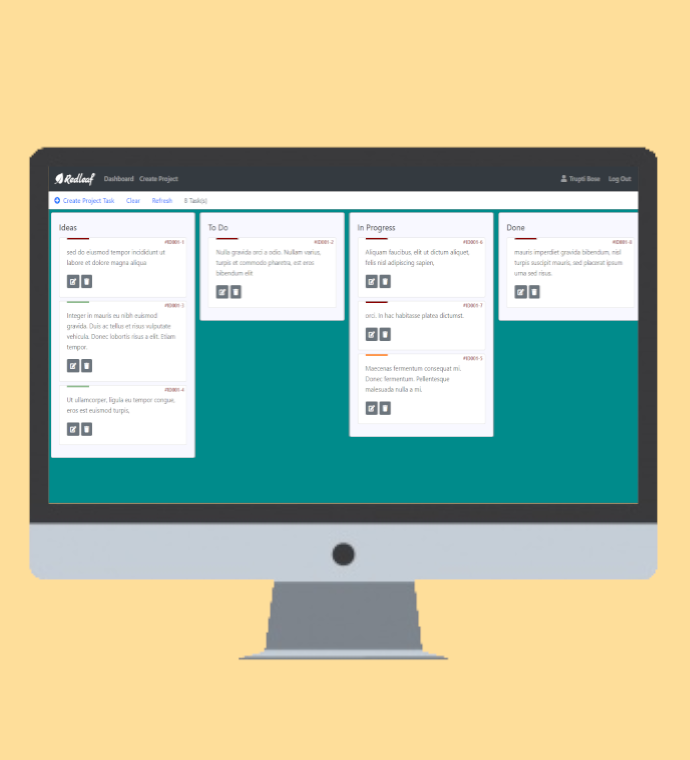 Redleaf Dashboard Create Project Trupti Bose Log Out
Create Project Task Clear Refresh 8 Task(s)
Ideas
#ID001-1
sed do eiusmod tempor incididunt ut
labore et dolore magna aliqua
#ID001-3
Integer in mauris eu nibh euismod
gravida. Duis ac tellus et risus vulputate
vehicula. Donec lobortis risus a elit. Etiam
tempor.
#ID001-4
Ut ullamcorper, ligula eu tempor congue,
eros est euismod turpis,
To Do
#ID001-2
Nulla gravida orci a odio. Nullam varius,
turpis et commodo pharetra, est eros
bibendum elit
In Progress
#ID001-6
Aliquam faucibus, elit ut dictum aliquet,
felis nisl adipiscing sapien,
#ID001-7
orci. In hac habitasse platea dictumst.
#ID001-5
Maecenas fermentum consequat mi.
Donec fermentum. Pellentesque
malesuada nulla a mi.
Done
#ID001-8
mauris imperdiet gravida bibendum, nisl
turpis suscipit mauris, sed placerat ipsum
urna sed risus.